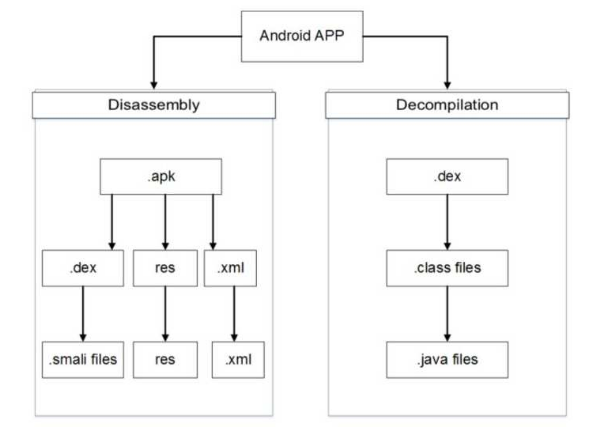 Android APP
Disassembly
Decompilation
.apk
.dex
.dex
res
.xml
.class files
.smali files
res
.xml
.java files